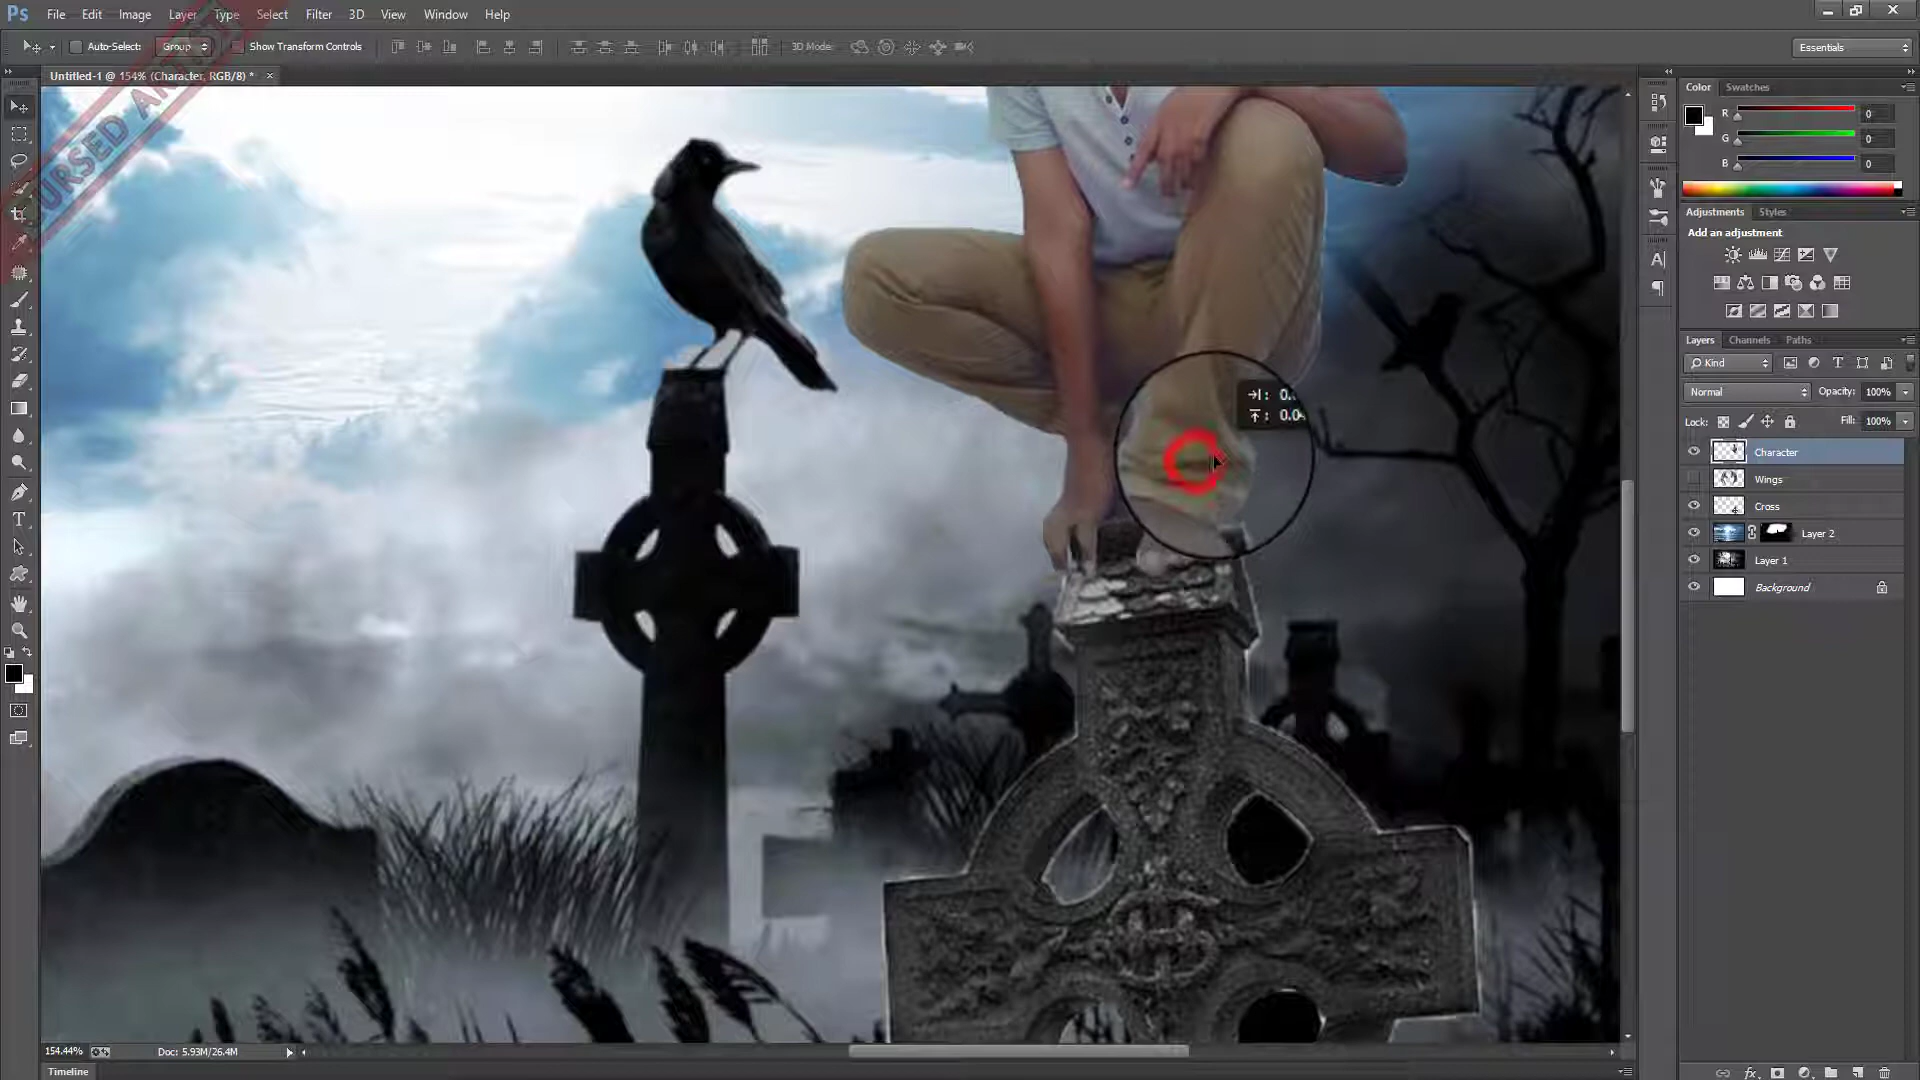 Ps File Edit Image Layer Type Select Filter 3D View Window Help
Auto-Select: Group Show Transform Controls 3D Mode: Essentials
Untitled-1 @ 154% (Character, RGB/8) * ×
CURSED ARTIST
Color Swatches
R 0
G 0
B 0
Adjustments Styles
Add an adjustment
Layers Channels Paths
Kind
Normal Opacity: 100%
Lock: Fill: 100%
Character
Wings
Cross
Layer 2
Layer 1
Background
154.44% Doc: 5.93M/26.4M
Timeline